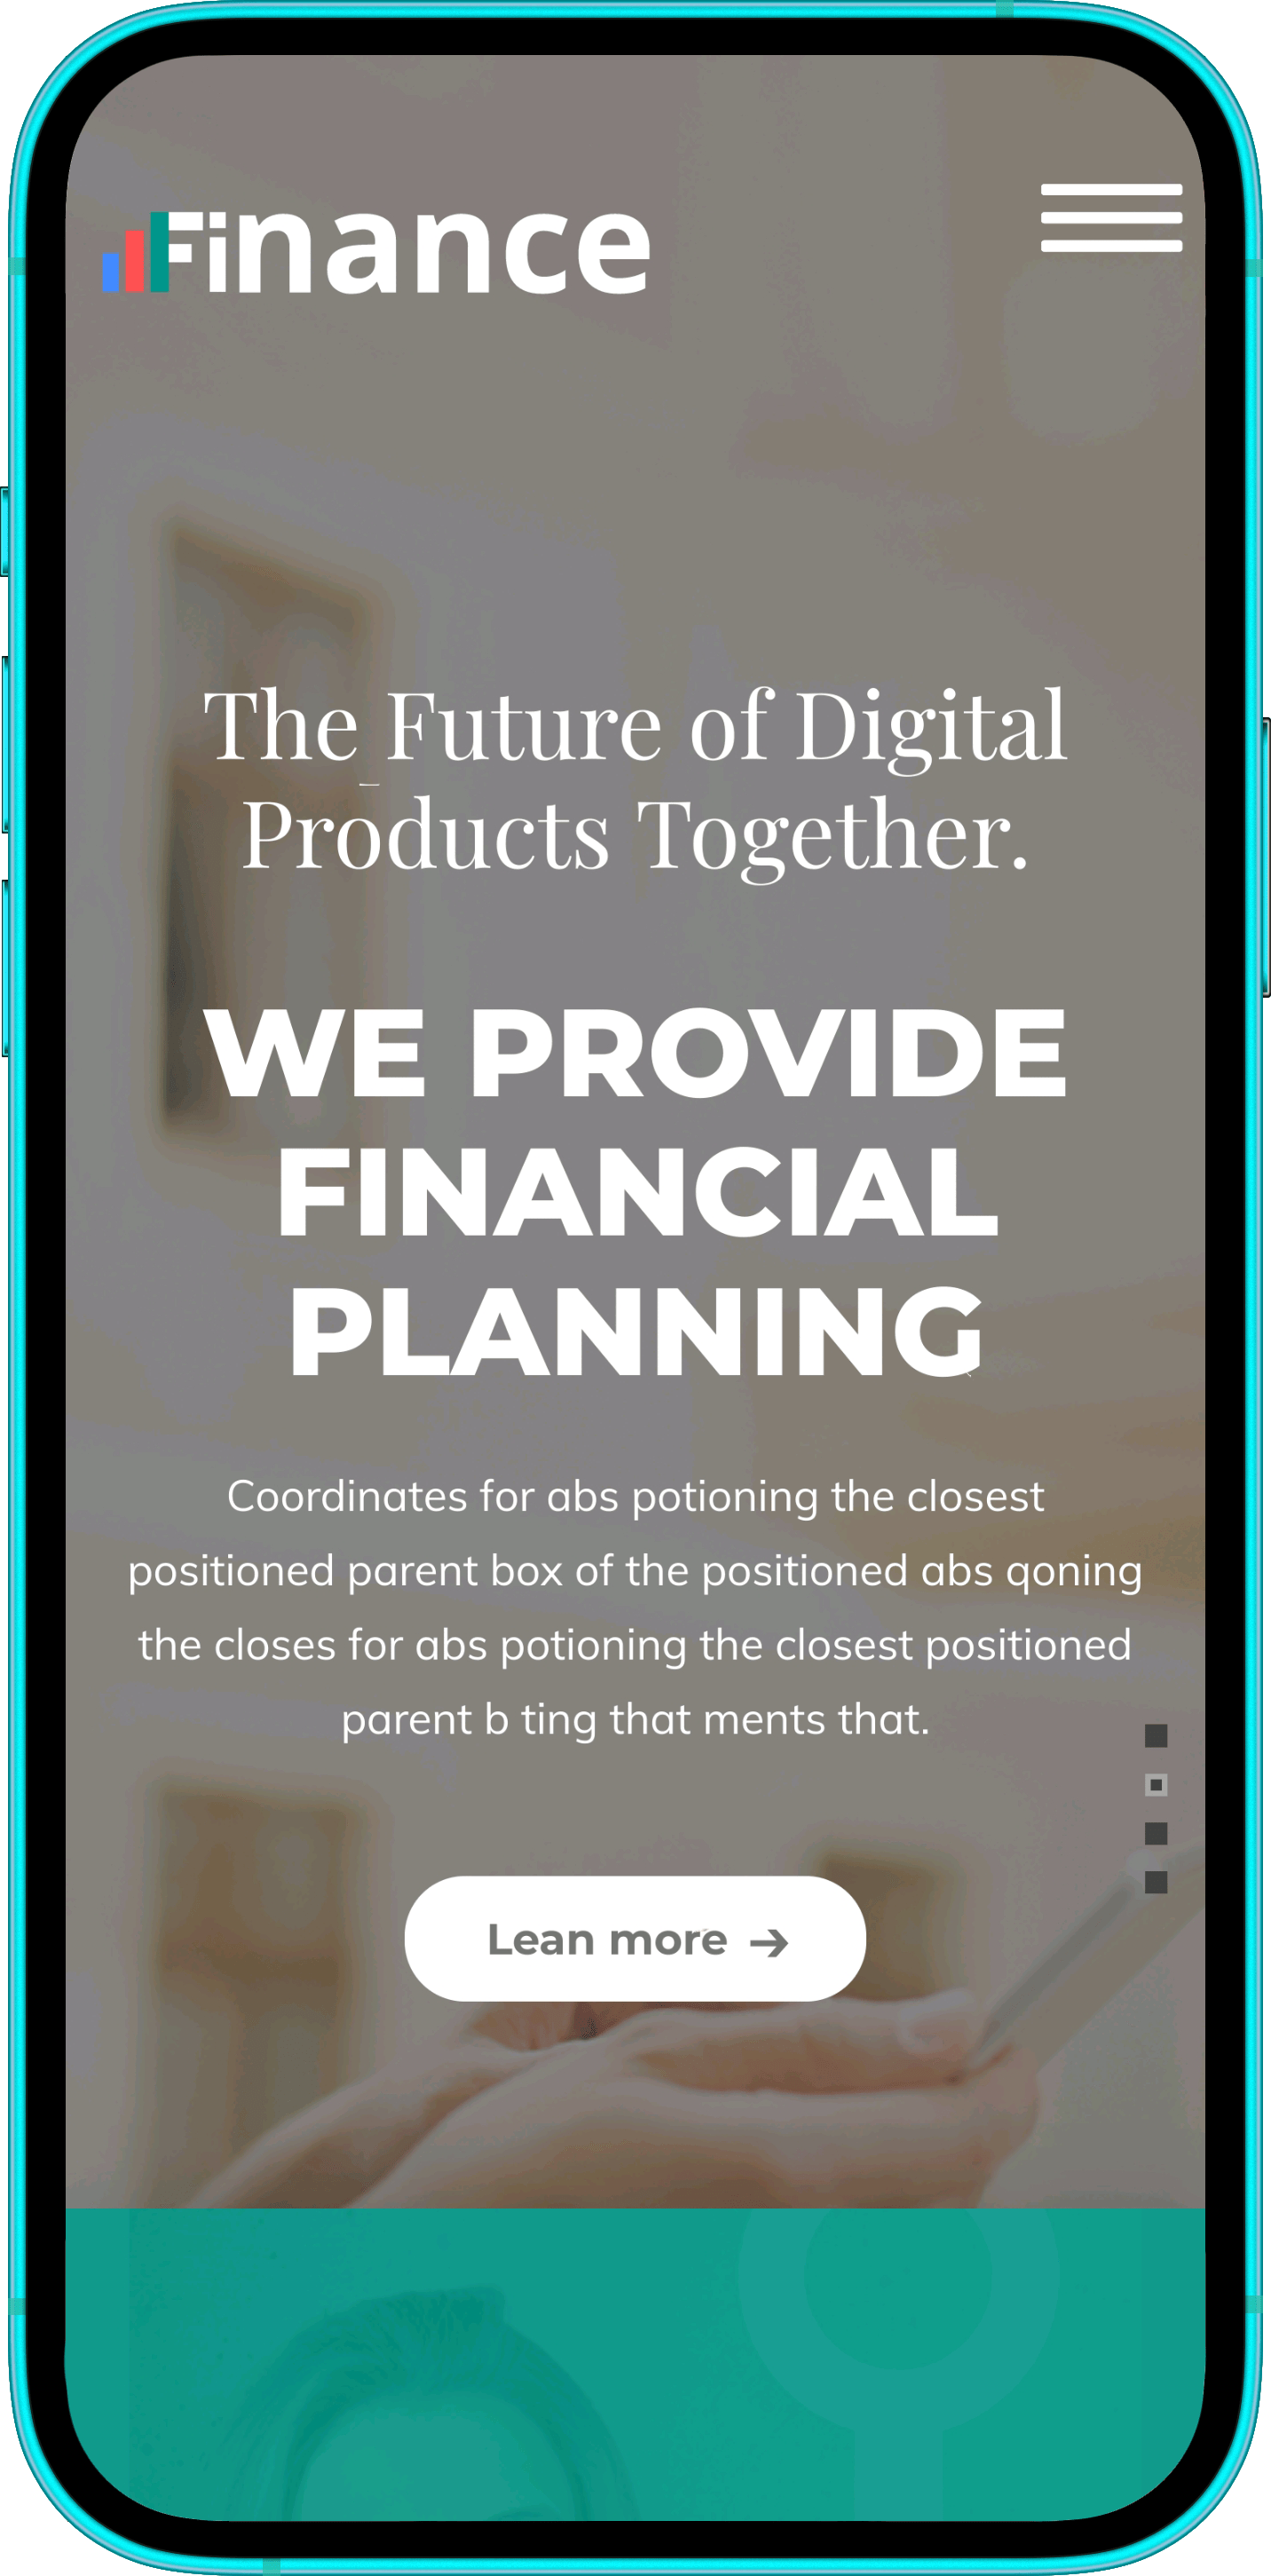 Finance
The Future of Digital
Products Together.
WE PROVIDE
FINANCIAL
PLANNING
Coordinates for abs potioning the closest
positioned parent box of the positioned abs qoning
the closes for abs potioning the closest positioned
parent b ting that ments that.
Lean more →